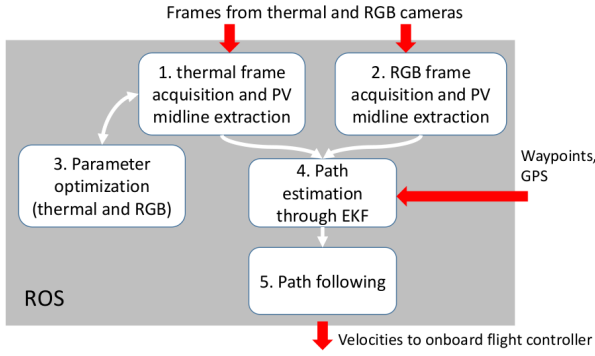 Frames from thermal and RGB cameras
1. thermal frame
acquisition and PV
midline extraction
2. RGB frame
acquisition and PV
midline extraction
3. Parameter
optimization
(thermal and RGB)
4. Path
estimation
through EKF
Waypoints,
GPS
5. Path following
ROS
Velocities to onboard flight controller